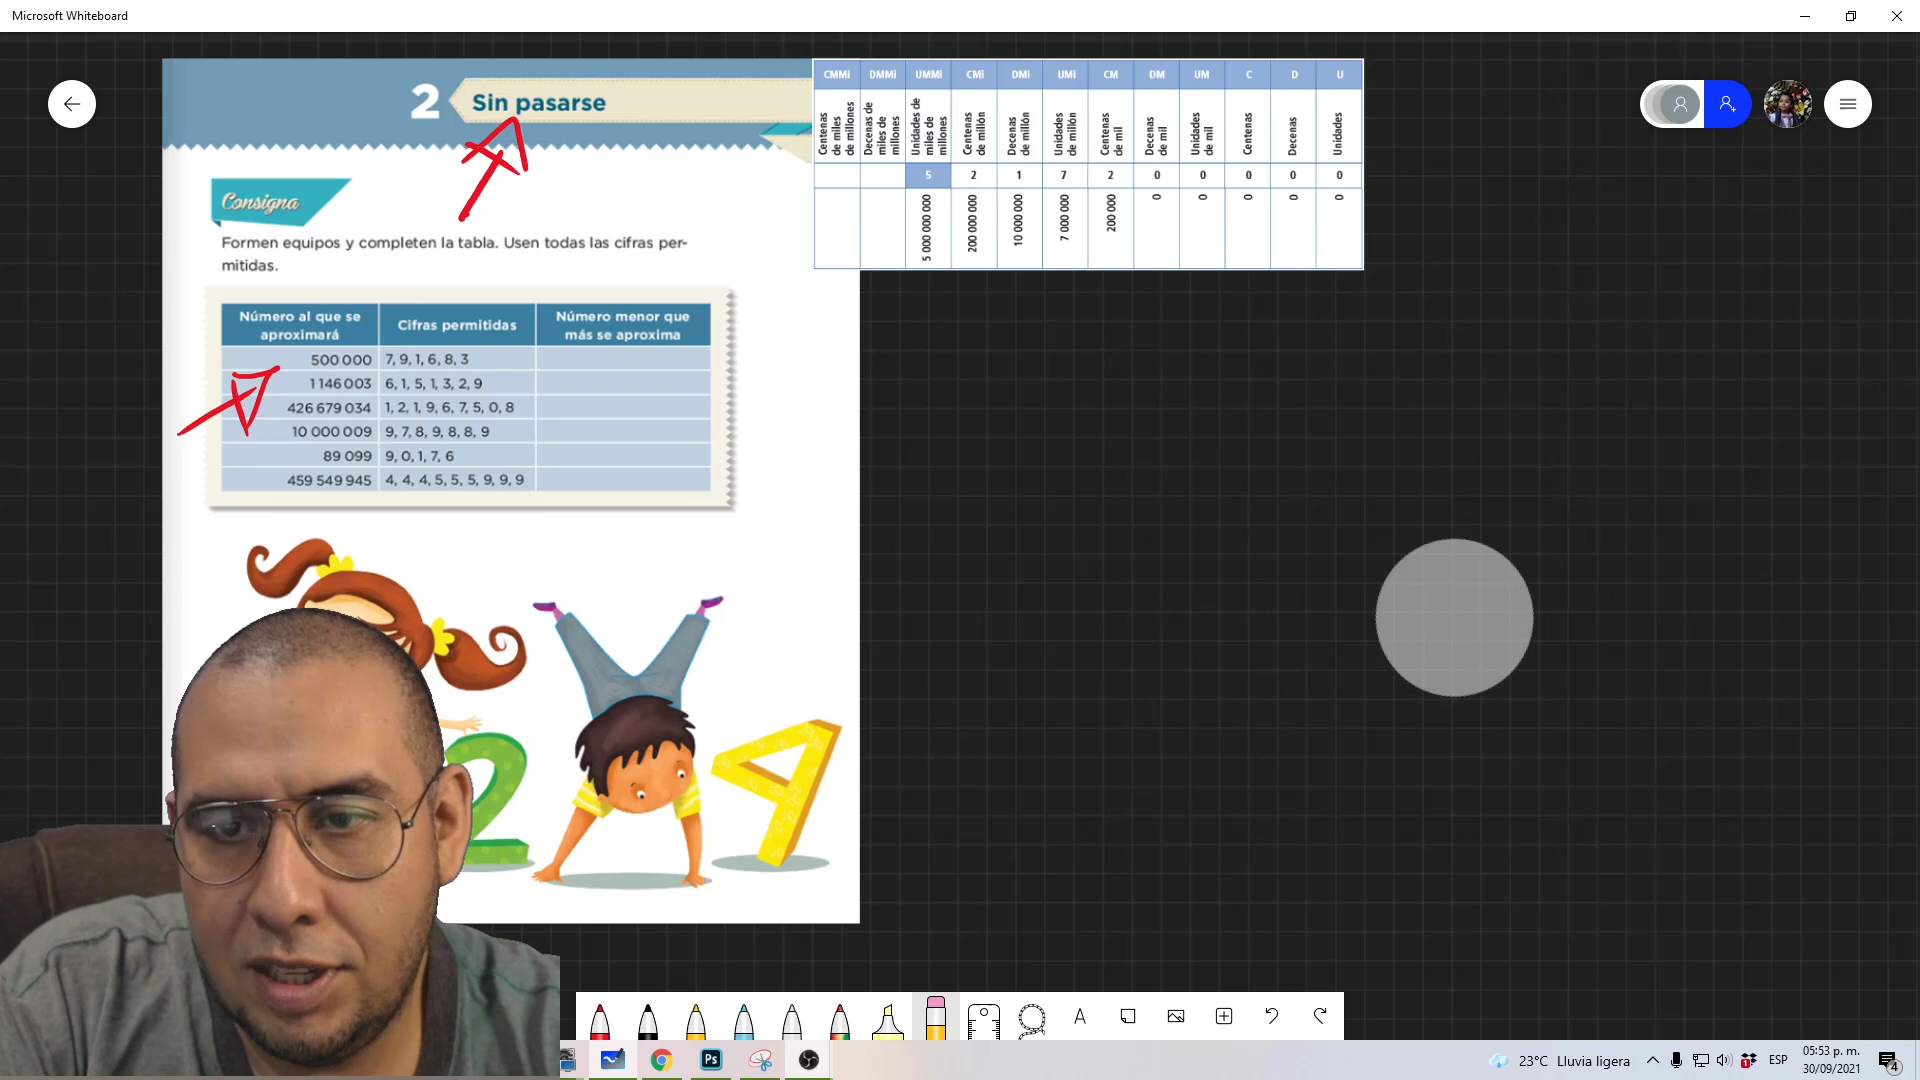 Microsoft Whiteboard
2 Sin pasarse
Consigna
Formen equipos y completen la tabla. Usen todas las cifras per-
mitidas.
Número al que se aproximará Cifras permitidas Número menor que más se aproxima
500 000 7, 9, 1, 6, 8, 3
1 146 003 6, 1, 5, 1, 3, 2, 9
426 679 034 1, 2, 1, 9, 6, 7, 5, 0, 8
10 000 009 9, 7, 8, 9, 8, 8, 9
89 099 9, 0, 1, 7, 6
459 549 945 4, 4, 4, 5, 5, 5, 9, 9, 9
CMMi DMMi UMMi CMi DMi UMi CM DM UM C D U
Centenas de miles de millones Decenas de miles de millones Unidades de miles de millones Centenas de millón Decenas de millón Unidades de millón Centenas de mil Decenas de mil Unidades de mil Centenas Decenas Unidades
5 2 1 7 2 0 0 0 0 0
5 000 000 000 200 000 000 10 000 000 7 000 000 200 000 0 0 0 0 0
2 4
A
Ps
1
23°C Lluvia ligera
ESP
05:53 p. m.
30/09/2021
4